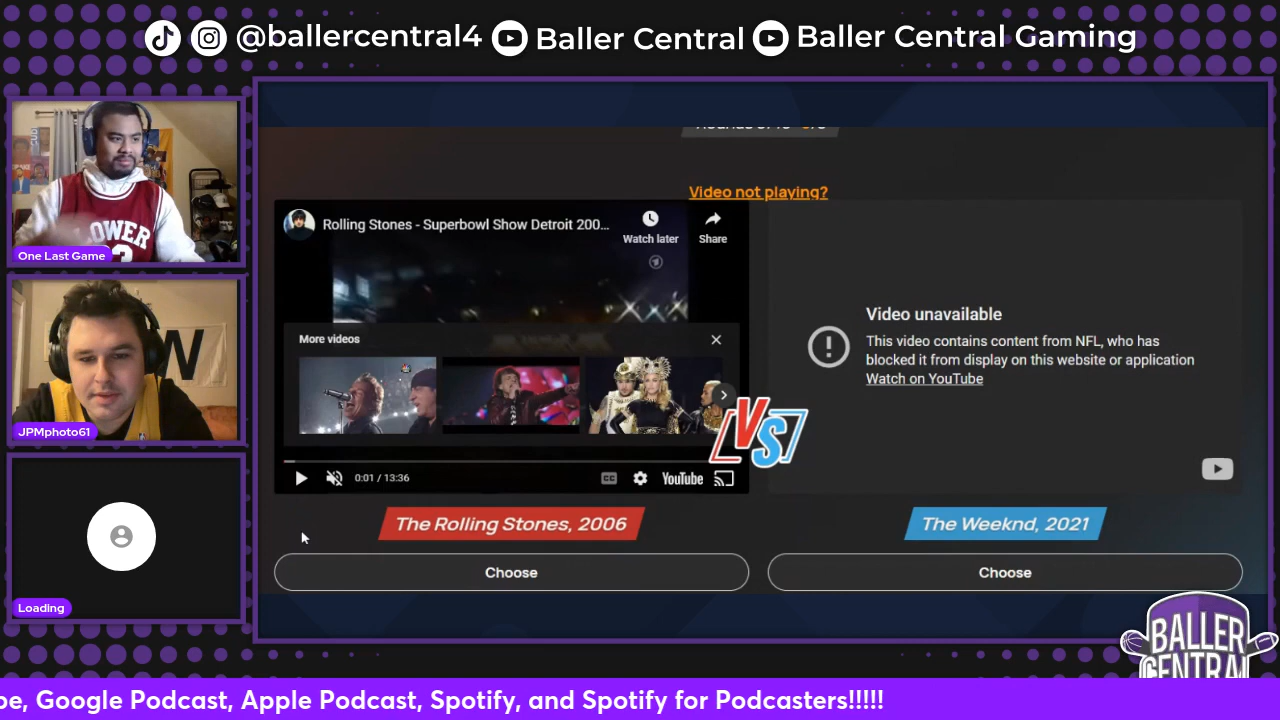 @ballercentral4 Baller Central Baller Central Gaming
Video not playing?
Rolling Stones - Superbowl Show Detroit 200...
Watch later
Share
More videos
0:01 / 13:36
CC
YouTube
VS
Video unavailable
This video contains content from NFL, who has
blocked it from display on this website or application
Watch on YouTube
The Rolling Stones, 2006
The Weeknd, 2021
Choose
Choose
LOWER
One Last Game
W
JPMphoto61
Loading
BALLER
CENTRAL
be, Google Podcast, Apple Podcast, Spotify, and Spotify for Podcasters!!!!!